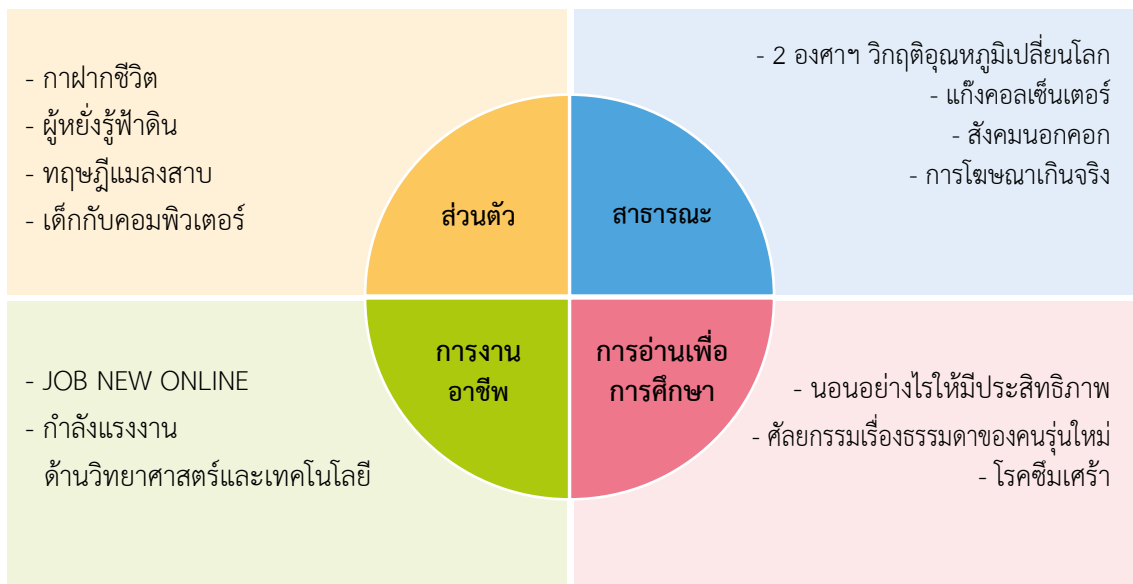 - กาฝากชีวิต
- ผู้หยั่งรู้ฟ้าดิน
- ทฤษฎีแมลงสาบ
- เด็กกับคอมพิวเตอร์
ส่วนตัว
- 2 องศาฯ วิกฤติอุณหภูมิเปลี่ยนโลก
- แก๊งคอลเซ็นเตอร์
- สังคมนอกคอก
- การโฆษณาเกินจริง
สาธารณะ
- JOB NEW ONLINE
- กำลังแรงงาน
ด้านวิทยาศาสตร์และเทคโนโลยี
การงาน
อาชีพ
การอ่านเพื่อ
การศึกษา
- นอนอย่างไรให้มีประสิทธิภาพ
- ศัลยกรรมเรื่องธรรมดาของคนรุ่นใหม่
- โรคซึมเศร้า